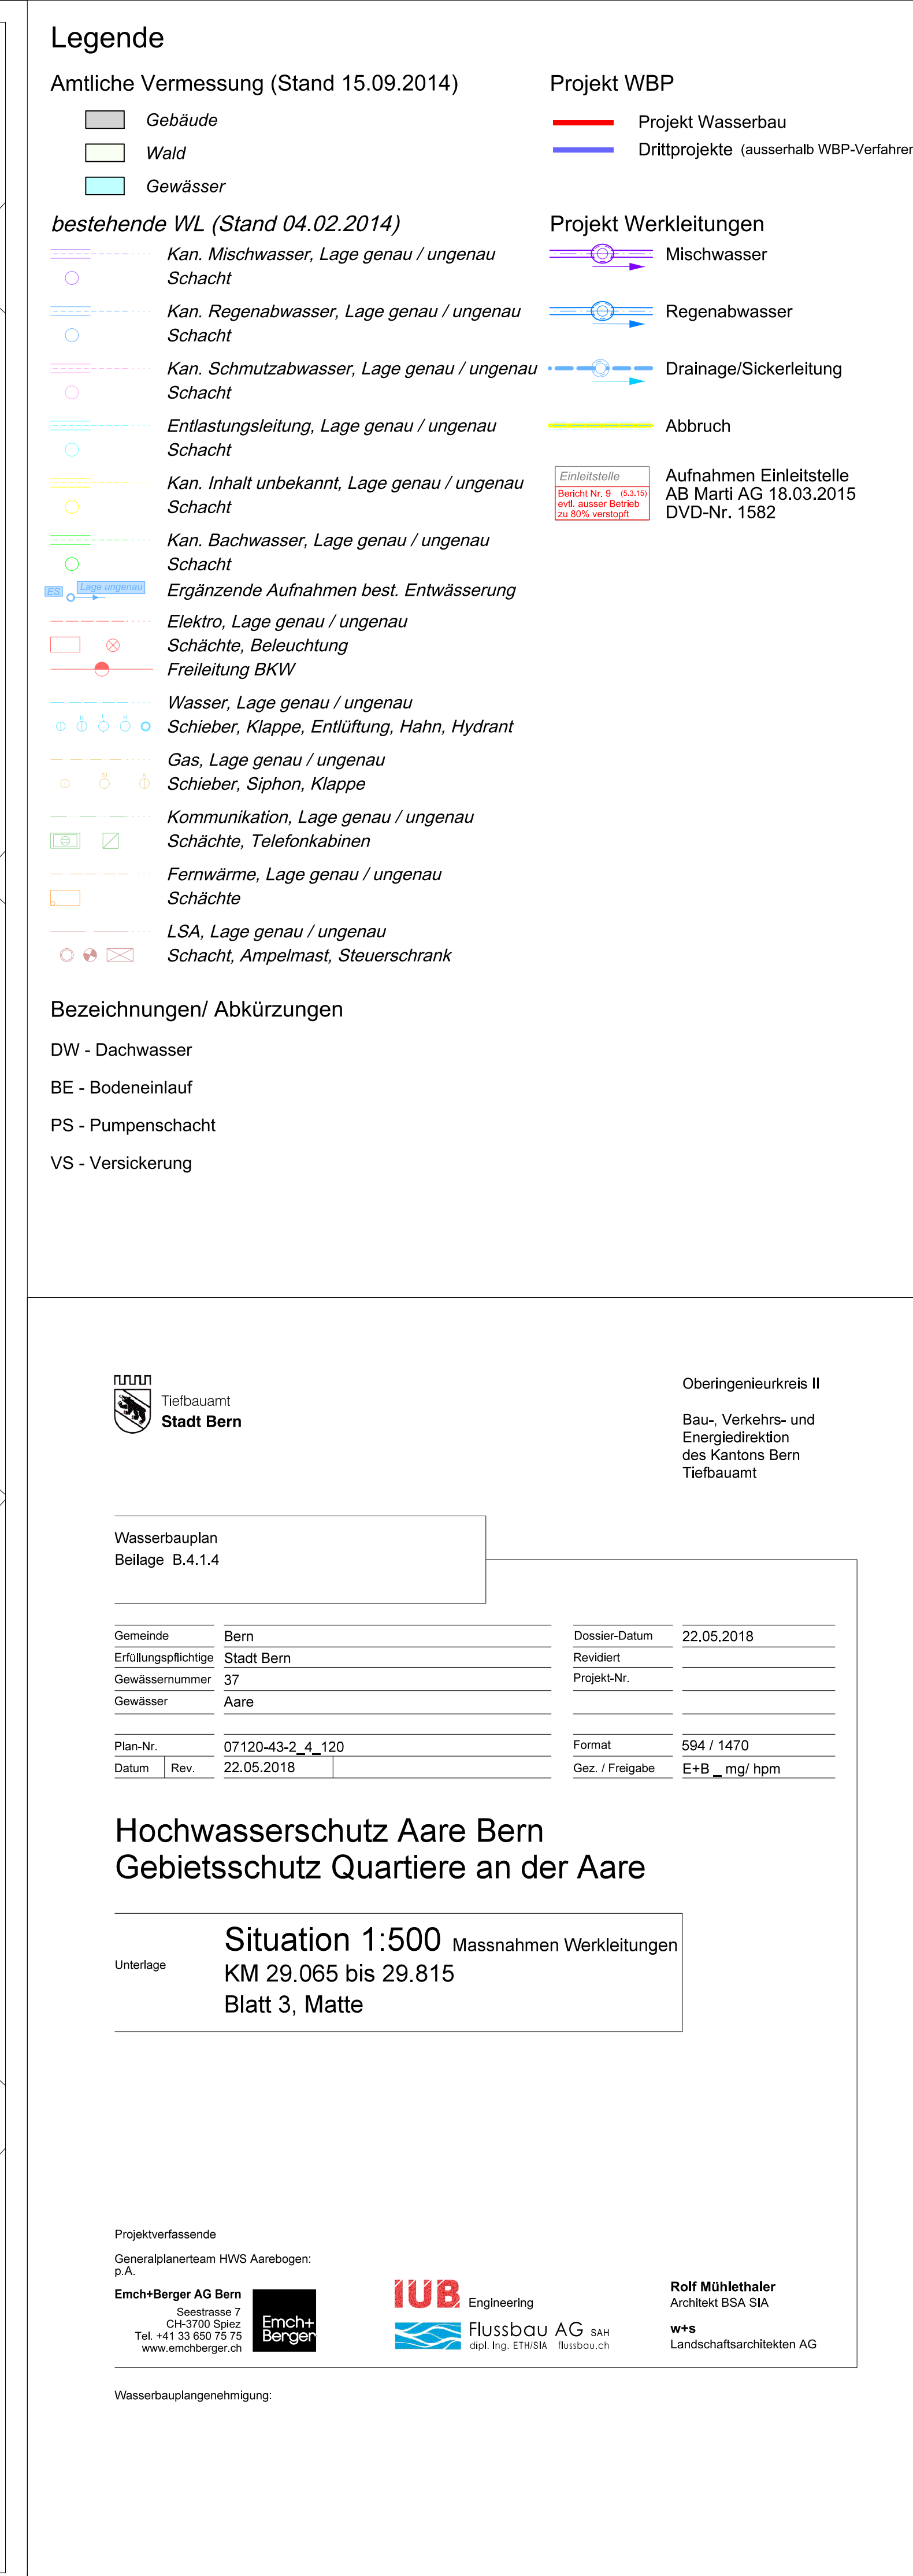 Legende
Amtliche Vermessung (Stand 15.09.2014)
Gebäude
Wald
Gewässer
bestehende WL (Stand 04.02.2014)
Kan. Mischwasser, Lage genau / ungenau
Schacht
Kan. Regenabwasser, Lage genau / ungenau
Schacht
Kan. Schmutzabwasser, Lage genau / ungenau
Schacht
Entlastungsleitung, Lage genau / ungenau
Schacht
Kan. Inhalt unbekannt, Lage genau / ungenau
Schacht
Kan. Bachwasser, Lage genau / ungenau
Schacht
ES Lage ungenau Ergänzende Aufnahmen best. Entwässerung
Elektro, Lage genau / ungenau
Schächte, Beleuchtung
Freileitung BKW
Wasser, Lage genau / ungenau
Schieber, Klappe, Entlüftung, Hahn, Hydrant
Gas, Lage genau / ungenau
Schieber, Siphon, Klappe
Kommunikation, Lage genau / ungenau
Schächte, Telefonkabinen
Fernwärme, Lage genau / ungenau
Schächte
LSA, Lage genau / ungenau
Schacht, Ampelmast, Steuerschrank
Projekt WBP
Projekt Wasserbau
Drittprojekte (ausserhalb WBP-Verfahren
Projekt Werkleitungen
Mischwasser
Regenabwasser
Drainage/Sickerleitung
Abbruch
Einleitstelle
Bericht Nr. 9 (5.3.15)
evtl. ausser Betrieb
zu 80% verstopft
Aufnahmen Einleitstelle
AB Marti AG 18.03.2015
DVD-Nr. 1582
Bezeichnungen/ Abkürzungen
DW - Dachwasser
BE - Bodeneinlauf
PS - Pumpenschacht
VS - Versickerung
Tiefbauamt
Stadt Bern
Oberingenieurkreis II
Bau-, Verkehrs- und
Energiedirektion
des Kantons Bern
Tiefbauamt
Wasserbauplan
Beilage B.4.1.4
Gemeinde Bern
Erfüllungspflichtige Stadt Bern
Gewässernummer 37
Gewässer Aare
Plan-Nr. 07120-43-2_4_120
Datum Rev. 22.05.2018
Dossier-Datum 22.05.2018
Revidiert
Projekt-Nr.
Format 594 / 1470
Gez. / Freigabe E+B _ mg/ hpm
Hochwasserschutz Aare Bern
Gebietsschutz Quartiere an der Aare
Unterlage
Situation 1:500 Massnahmen Werkleitungen
KM 29.065 bis 29.815
Blatt 3, Matte
Projektverfassende
Generalplanerteam HWS Aarebogen:
p.A.
Emch+Berger AG Bern
Seestrasse 7
CH-3700 Spiez
Tel. +41 33 650 75 75
www.emchberger.ch
Emch+
Berger
IUB Engineering
Flussbau AG SAH
dipl. Ing. ETH/SIA flussbau.ch
Rolf Mühlethaler
Architekt BSA SIA
w+s
Landschaftsarchitekten AG
Wasserbauplangenehmigung: